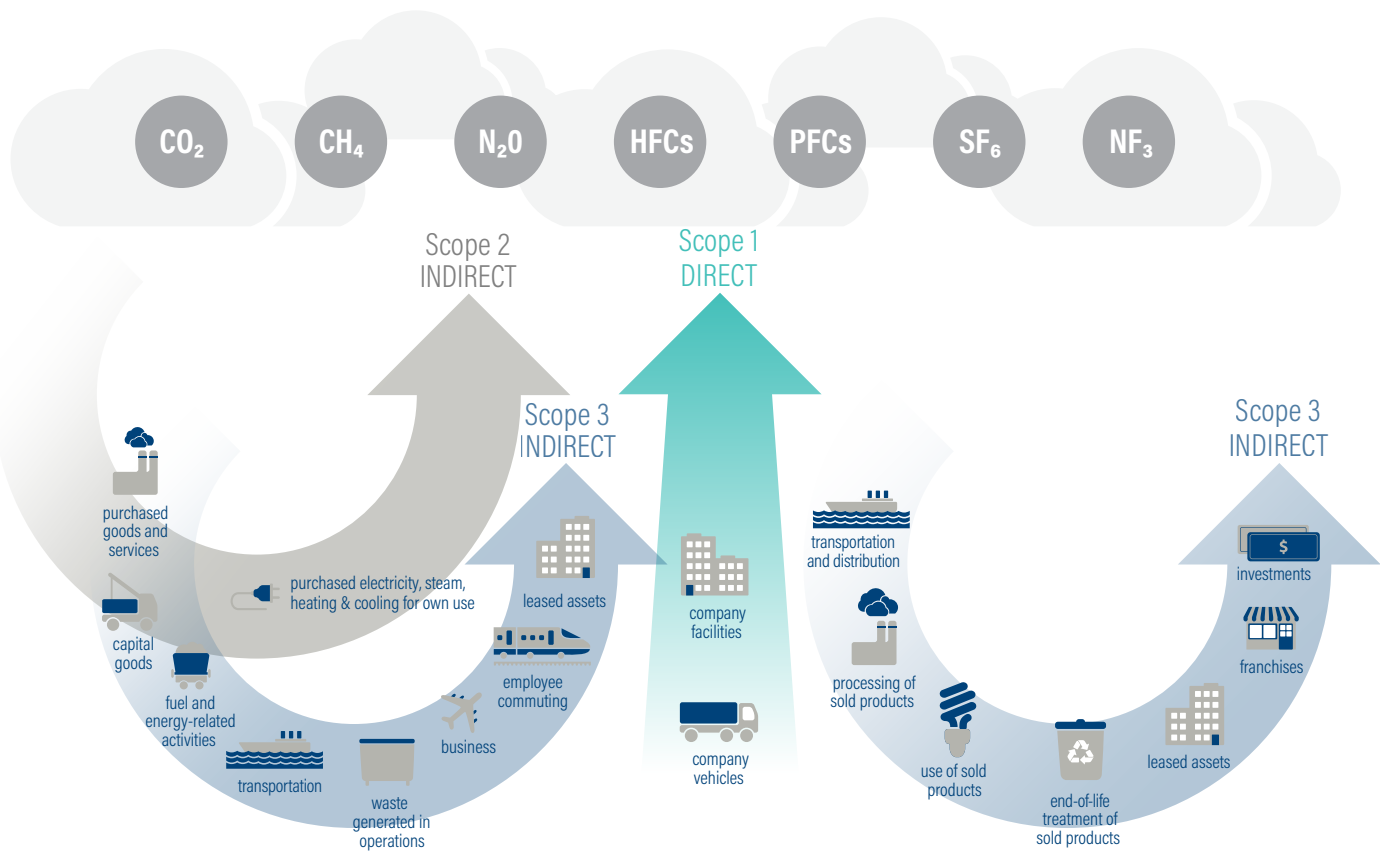 CO₂
CH₄
N₂0
HFCs
PFCs
SF₆
NF₃
Scope 2
INDIRECT
Scope 1
DIRECT
Scope 3
INDIRECT
Scope 3
INDIRECT
purchased
goods and
services
capital
goods
fuel and
energy-related
activities
purchased electricity, steam,
heating & cooling for own use
transportation
waste
generated in
operations
business
employee
commuting
leased assets
company
facilities
company
vehicles
transportation
and distribution
processing of
sold products
use of sold
products
end-of-life
treatment of
sold products
leased assets
franchises
$
investments